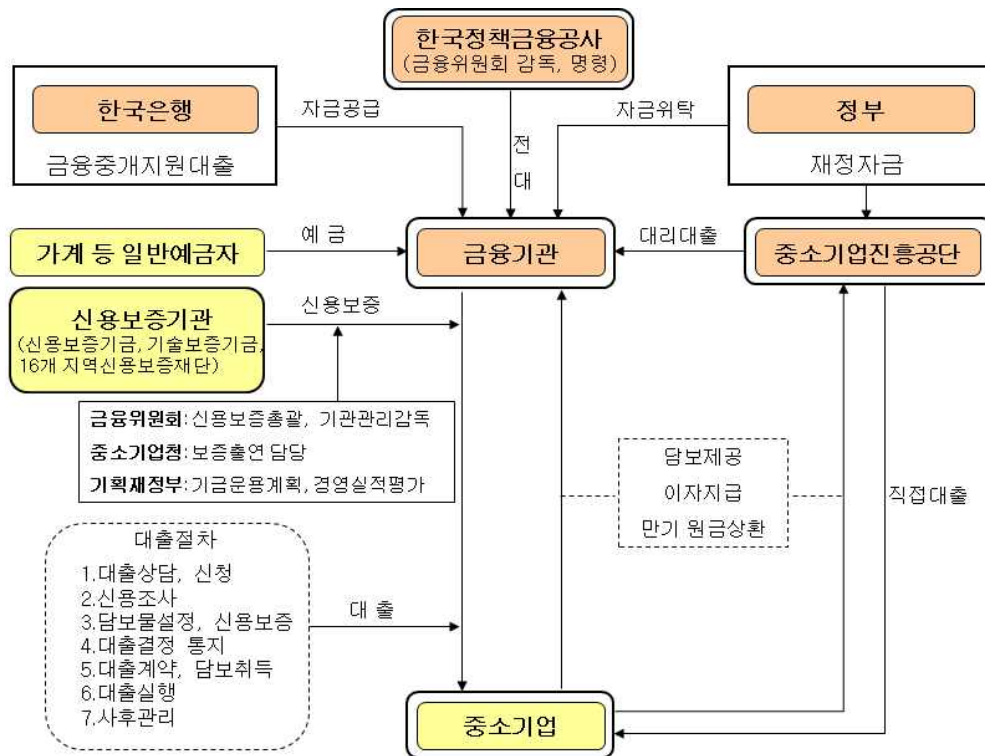 한국정책금융공사
(금융위원회 감독, 명령)
한국은행
금융중개지원대출
자금공급
전
대
자금위탁
정부
재정자금
가계 등 일반예금자
예 금
금융기관
대리대출
중소기업진흥공단
신용보증기관
(신용보증기금, 기술보증기금,
16개 지역신용보증재단)
신용보증
금융위원회:신용보증총괄, 기관관리감독
중소기업청:보증출연 담당
기획재정부:기금운용계획, 경영실적평가
담보제공
이자지급
만기 원금상환
직접대출
대출절차
1.대출상담, 신청
2.신용조사
3.담보물설정, 신용보증
4.대출결정 통지
5.대출계약, 담보취득
6.대출실행
7.사후관리
대 출
중소기업